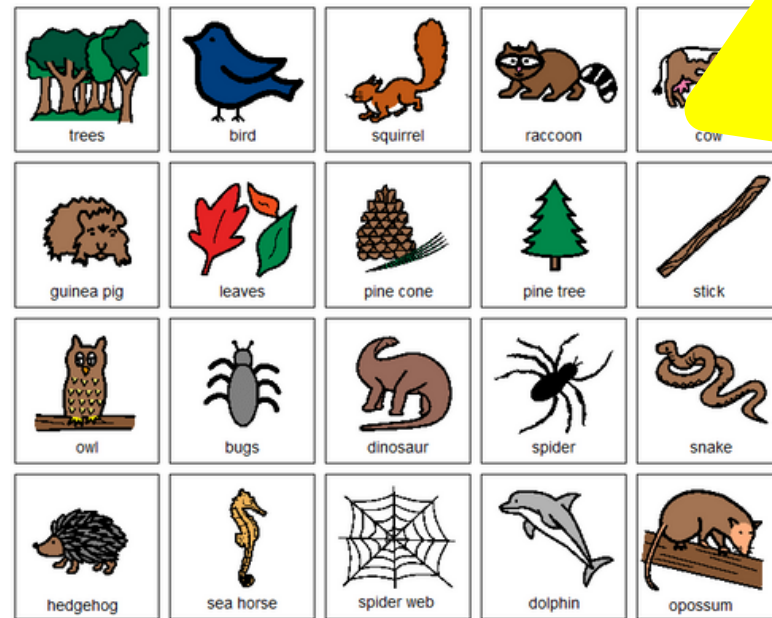 trees
bird
squirrel
raccoon
cow
guinea pig
leaves
pine cone
pine tree
stick
owl
bugs
dinosaur
spider
snake
hedgehog
sea horse
spider web
dolphin
opossum